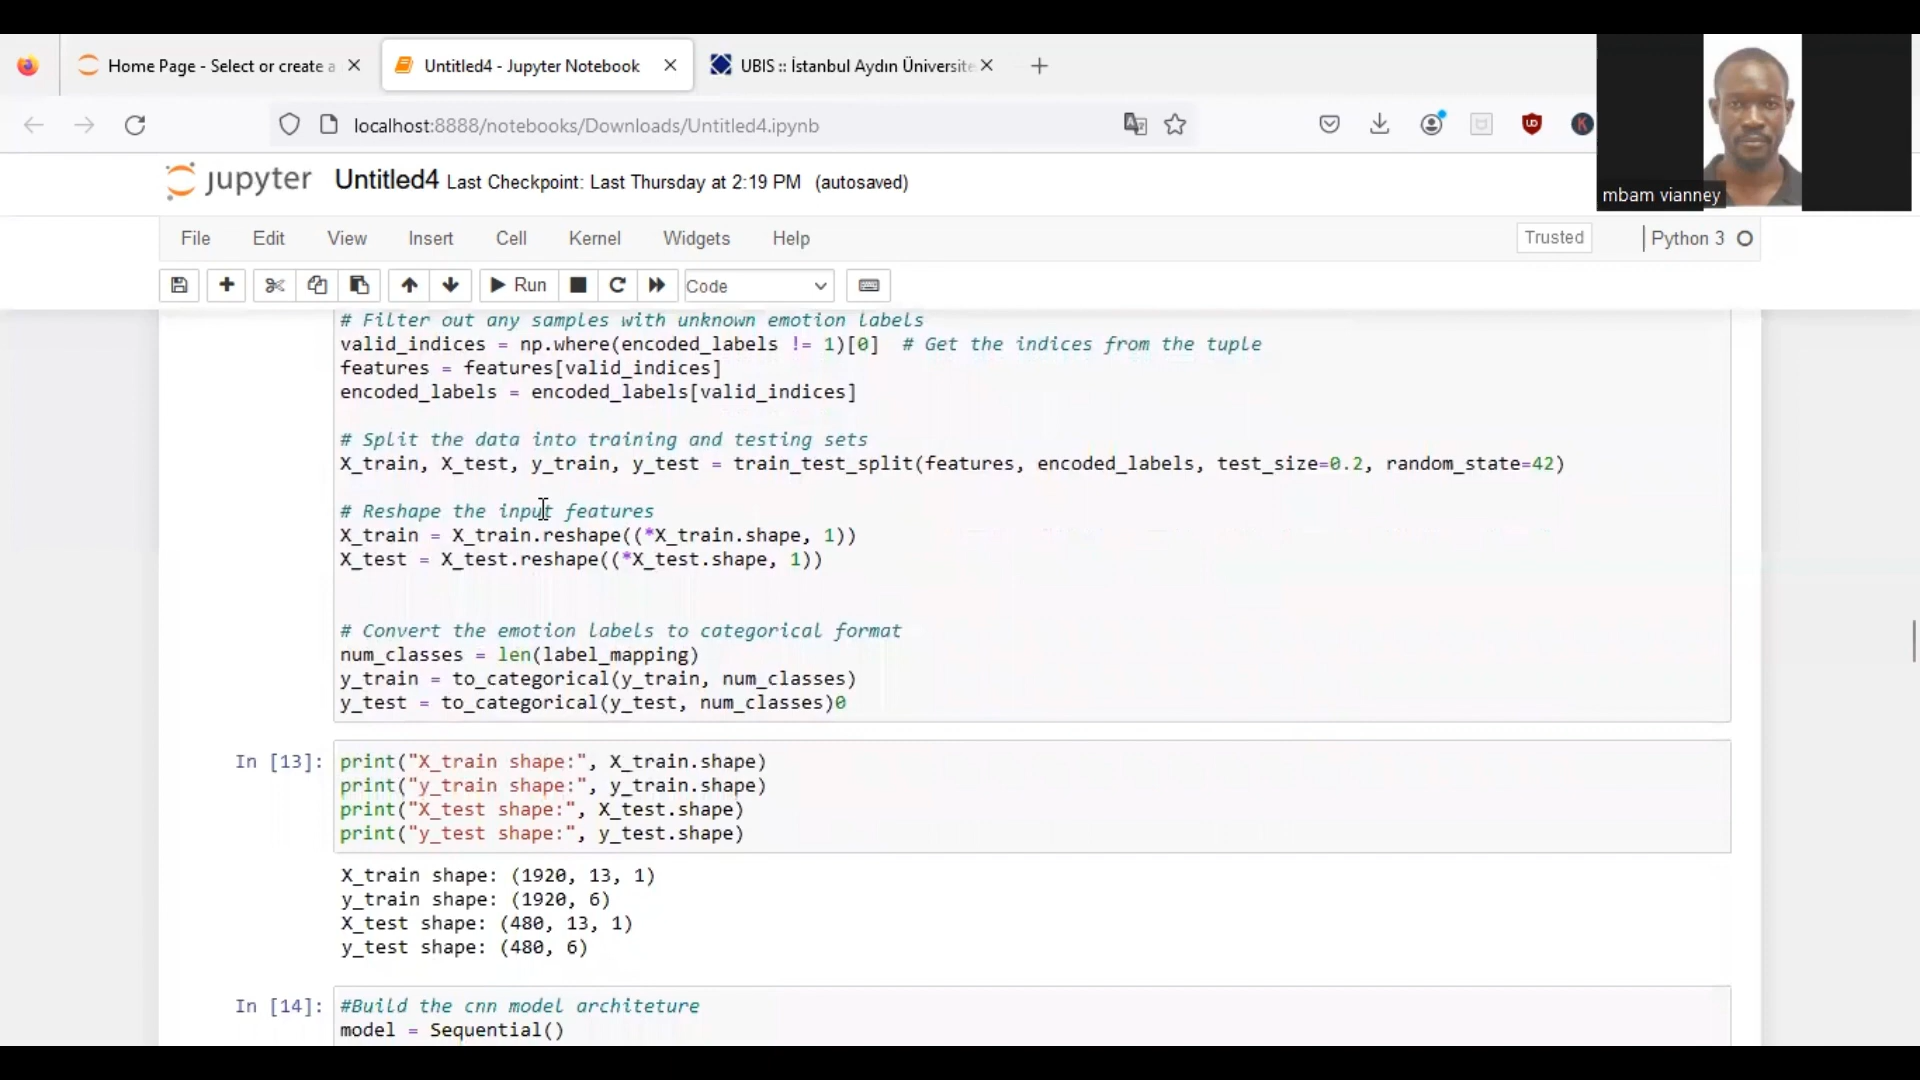 Home Page - Select or create a
Untitled4 - Jupyter Notebook
UBIS :: İstanbul Aydın Üniversite
localhost:8888/notebooks/Downloads/Untitled4.ipynb
mbam vianney
jupyter Untitled4 Last Checkpoint: Last Thursday at 2:19 PM (autosaved)
File Edit View Insert Cell Kernel Widgets Help Trusted Python 3
Run Code
# Filter out any samples with unknown emotion labels
valid_indices = np.where(encoded_labels != 1)[0]  # Get the indices from the tuple
features = features[valid_indices]
encoded_labels = encoded_labels[valid_indices]
# Split the data into training and testing sets
X_train, X_test, y_train, y_test = train_test_split(features, encoded_labels, test_size=0.2, random_state=42)
# Reshape the input features
X_train = X_train.reshape((*X_train.shape, 1))
X_test = X_test.reshape((*X_test.shape, 1))
# Convert the emotion labels to categorical format
num_classes = len(label_mapping)
y_train = to_categorical(y_train, num_classes)
y_test = to_categorical(y_test, num_classes)0
In [13]: print("X_train shape:", X_train.shape)
print("y_train shape:", y_train.shape)
print("X_test shape:", X_test.shape)
print("y_test shape:", y_test.shape)
X_train shape: (1920, 13, 1)
y_train shape: (1920, 6)
X_test shape: (480, 13, 1)
y_test shape: (480, 6)
In [14]: #Build the cnn model architeture
model = Sequential()